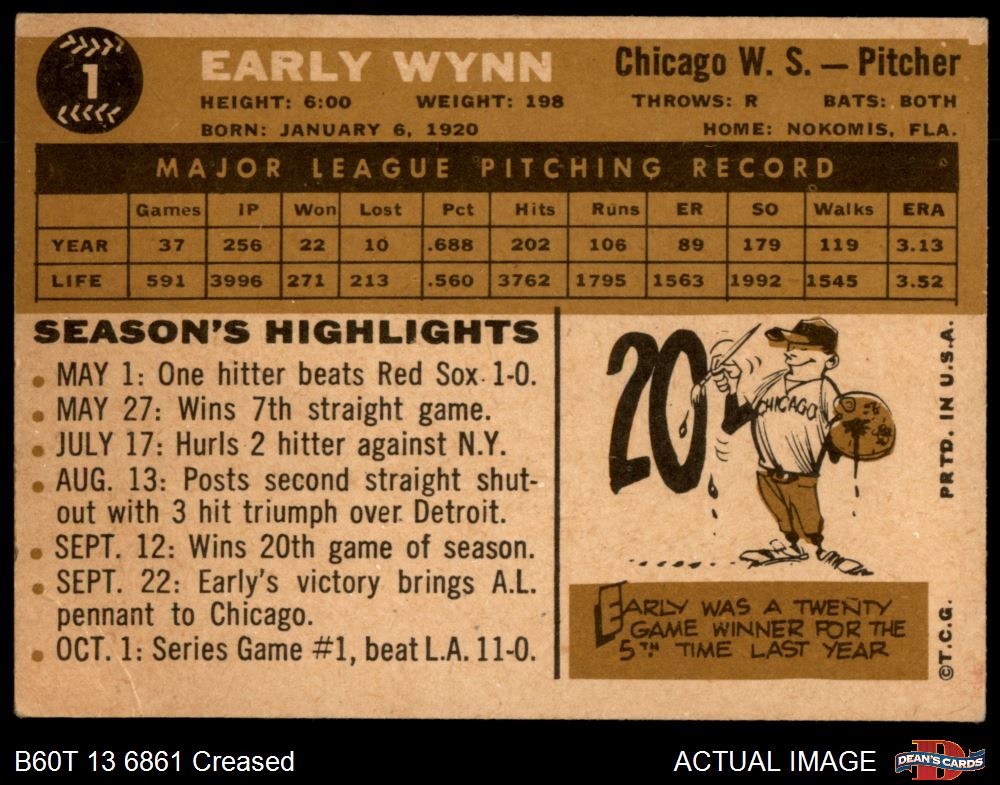 1
EARLY WYNN
Chicago W. S. — Pitcher
HEIGHT: 6:00 WEIGHT: 198 THROWS: R BATS: BOTH
BORN: JANUARY 6, 1920 HOME: NOKOMIS, FLA.
MAJOR LEAGUE PITCHING RECORD
Games IP Won Lost Pct Hits Runs ER SO Walks ERA
YEAR 37 256 22 10 .688 202 106 89 179 119 3.13
LIFE 591 3996 271 213 .560 3762 1795 1563 1992 1545 3.52
SEASON'S HIGHLIGHTS
• MAY 1: One hitter beats Red Sox 1-0.
• MAY 27: Wins 7th straight game.
• JULY 17: Hurls 2 hitter against N.Y.
• AUG. 13: Posts second straight shut-
out with 3 hit triumph over Detroit.
• SEPT. 12: Wins 20th game of season.
• SEPT. 22: Early's victory brings A.L.
pennant to Chicago.
• OCT. 1: Series Game #1, beat L.A. 11-0.
20
CHICAGO
EARLY WAS A TWENTY
GAME WINNER FOR THE
5TH TIME LAST YEAR
©T.C.G. PRTD. IN U.S.A.
B60T 13 6861 Creased
ACTUAL IMAGE
D
DEAN'S CARDS